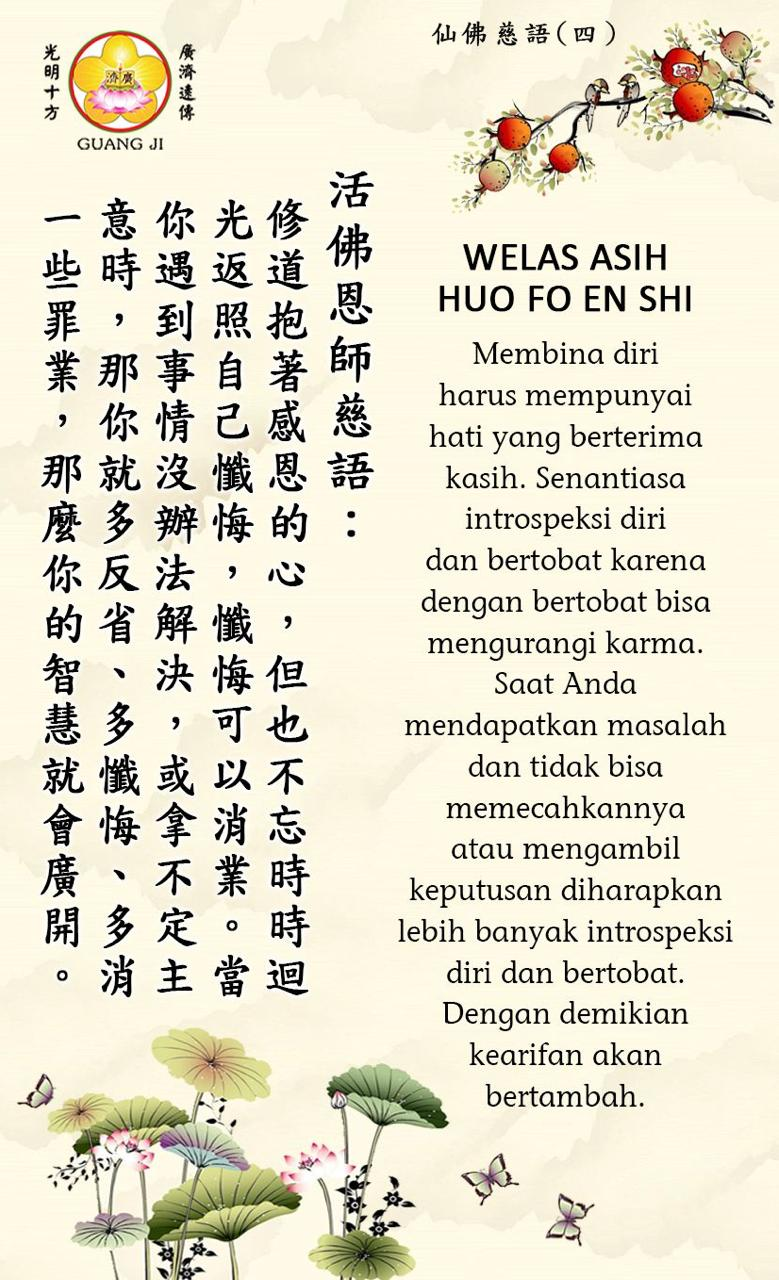 仙佛慈語(四)
光明十方
廣濟遠傳
廣濟
GUANG JI
活佛恩師慈語：
修道抱著感恩的心，但也不忘時時迴
光返照自己懺悔，懺悔可以消業。當
你遇到事情沒辦法解決，或拿不定主
意時，那你就多反省、多懺悔、多消
一些罪業，那麼你的智慧就會廣開。
WELAS ASIH
HUO FO EN SHI
Membina diri
harus mempunyai
hati yang berterima
kasih. Senantiasa
introspeksi diri
dan bertobat karena
dengan bertobat bisa
mengurangi karma.
Saat Anda
mendapatkan masalah
dan tidak bisa
memecahkannya
atau mengambil
keputusan diharapkan
lebih banyak introspeksi
diri dan bertobat.
Dengan demikian
kearifan akan
bertambah.